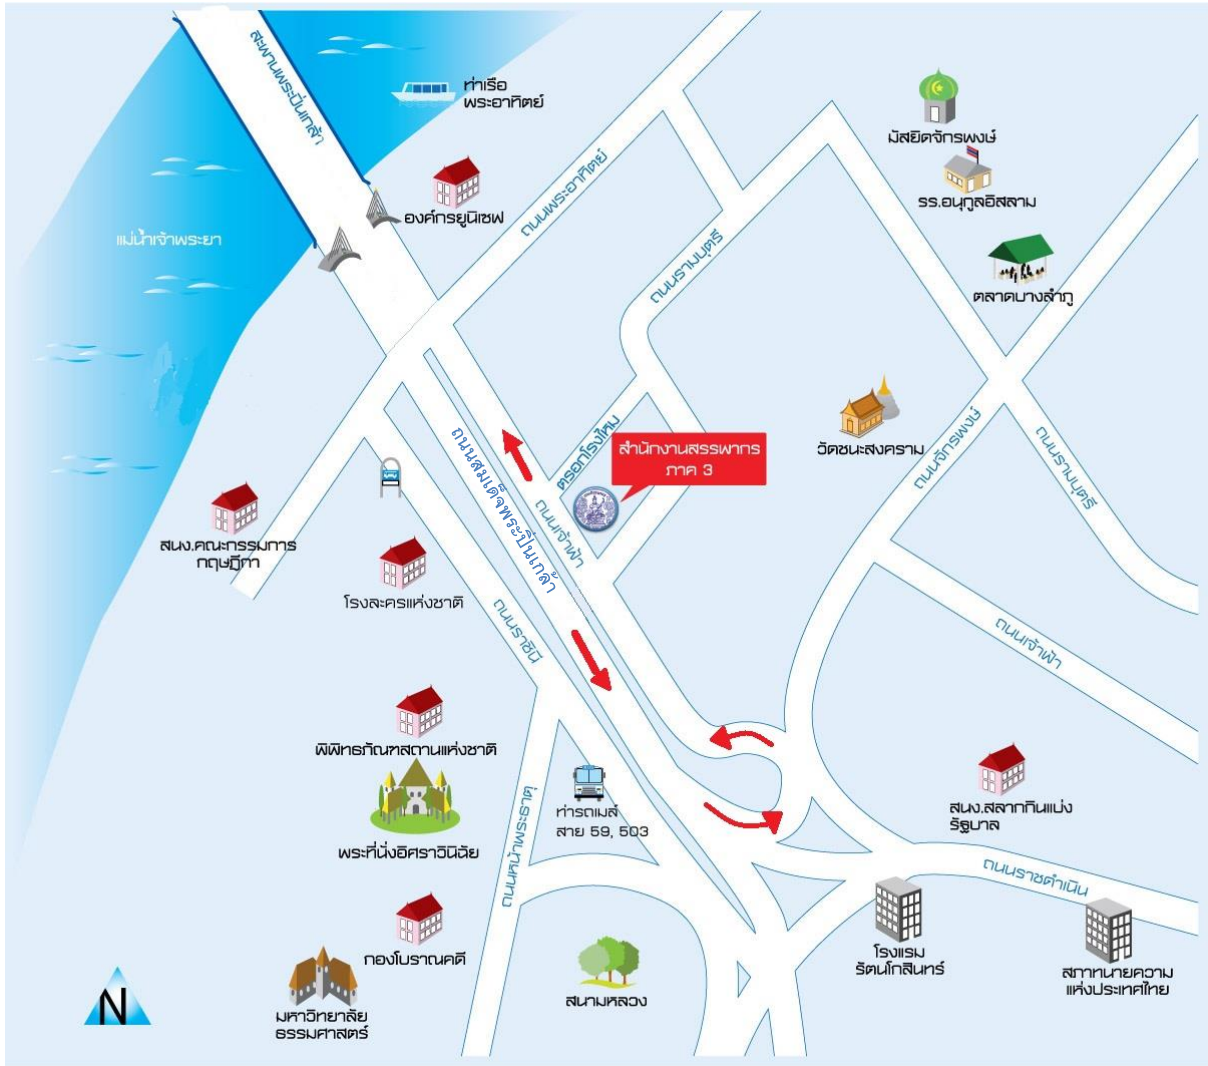 สะพานพระปิ่นเกล้า
ท่าเรือ
พระอาทิตย์
มัสยิดจักรพงษ์
รร.อนุกูลอิสลาม
องค์กรยูนิเซฟ
ถนนพระอาทิตย์
แม่น้ำเจ้าพระยา
ถนนรามบุตรี
ตลาดบางลำภู
วัดชนะสงคราม
ถนนจักรพงษ์
ถนนรามบุตรี
ตรอกโรงไหม
สำนักงานสรรพากร
ภาค 3
ถนนสมเด็จพระปิ่นเกล้า
ถนนเจ้าฟ้า
สนง.คณะกรรมการ
กฤษฎีกา
โรงละครแห่งชาติ
ถนนราชินี
ถนนเจ้าฟ้า
พิพิทธภัณฑสถานแห่งชาติ
ท่ารถเมล์
สาย 59, 503
สนง.สลากกินแบ่ง
รัฐบาล
พระที่นั่งอิศราวินิฉัย
ถนนหน้าพระธาตุ
ถนนราชดำเนิน
กองโบราณคดี
โรงแรม
รัตนโกสินทร์
สภาทนายความ
แห่งประเทศไทย
สนามหลวง
มหาวิทยาลัย
ธรรมศาสตร์
N